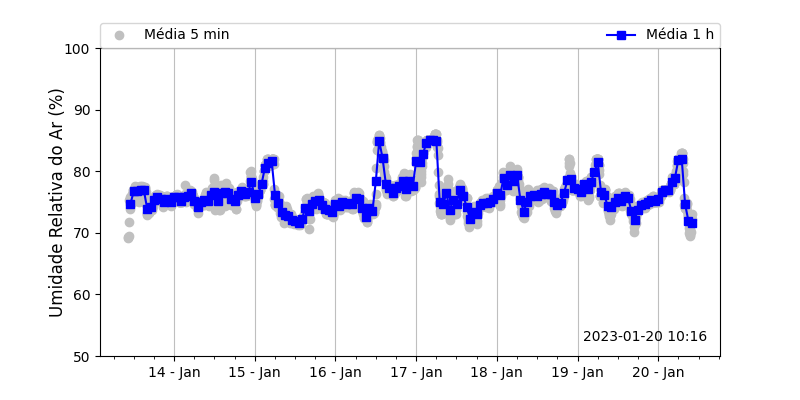 Média 5 min
Média 1 h
100
90
80
70
60
50
Umidade Relativa do Ar (%)
2023-01-20 10:16
14 - Jan
15 - Jan
16 - Jan
17 - Jan
18 - Jan
19 - Jan
20 - Jan